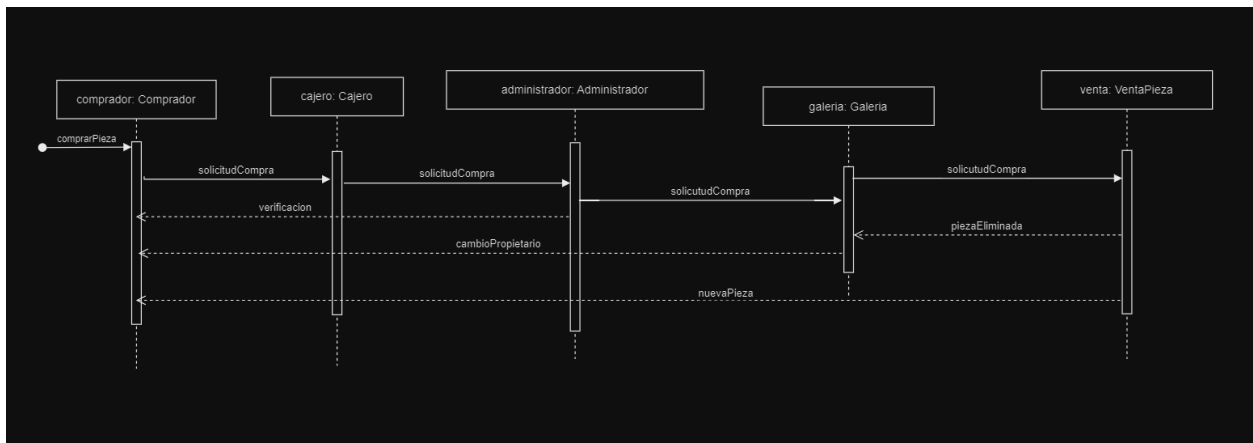 comprador: Comprador
cajero: Cajero
administrador: Administrador
galeria: Galeria
venta: VentaPieza
comprarPieza
solicitudCompra
solicitudCompra
solicutudCompra
solicutudCompra
verificacion
piezaEliminada
cambioPropietario
nuevaPieza